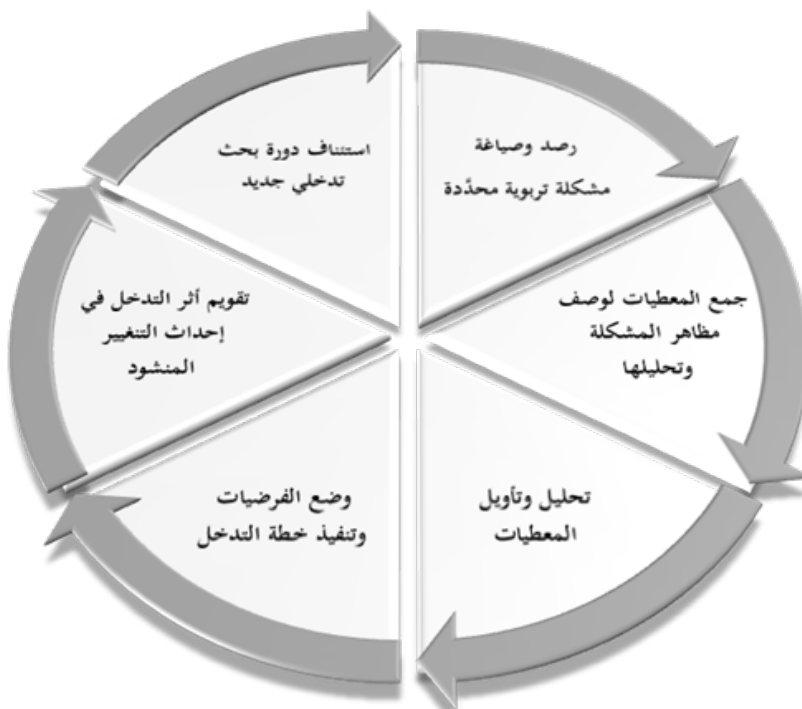 رصد وصياغة
مشكلة تربوية محدَّدة
جمع المعطيات لوصف
مظاهر المشكلة
وتحليلها
تحليل وتأويل
المعطيات
وضع الفرضيات
وتنفيذ خطة التدخل
تقويم أثر التدخل في
إحداث التنغيير
المنشود
استئناف دورة بحث
تدخلي جديد